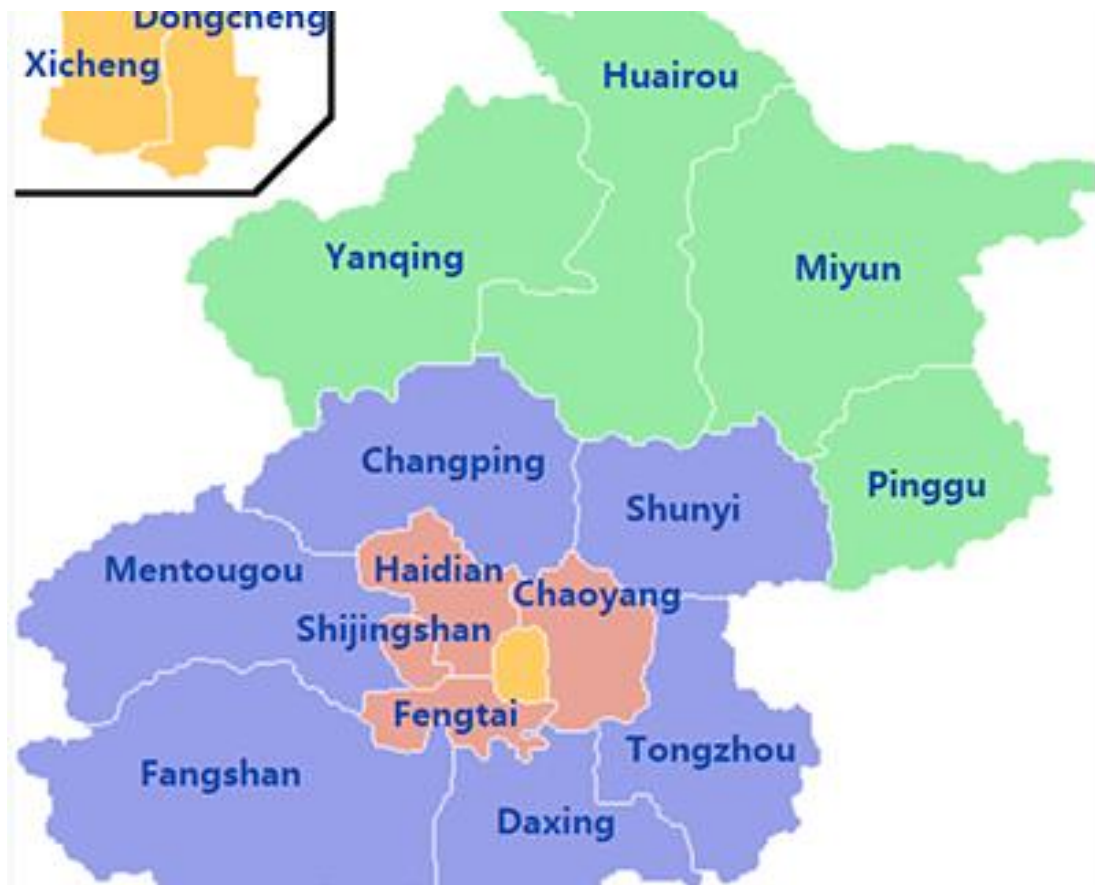 Dongcheng
Xicheng
Huairou
Yanqing
Miyun
Changping
Pinggu
Shunyi
Mentougou
Haidian
Chaoyang
Shijingshan
Fengtai
Tongzhou
Fangshan
Daxing